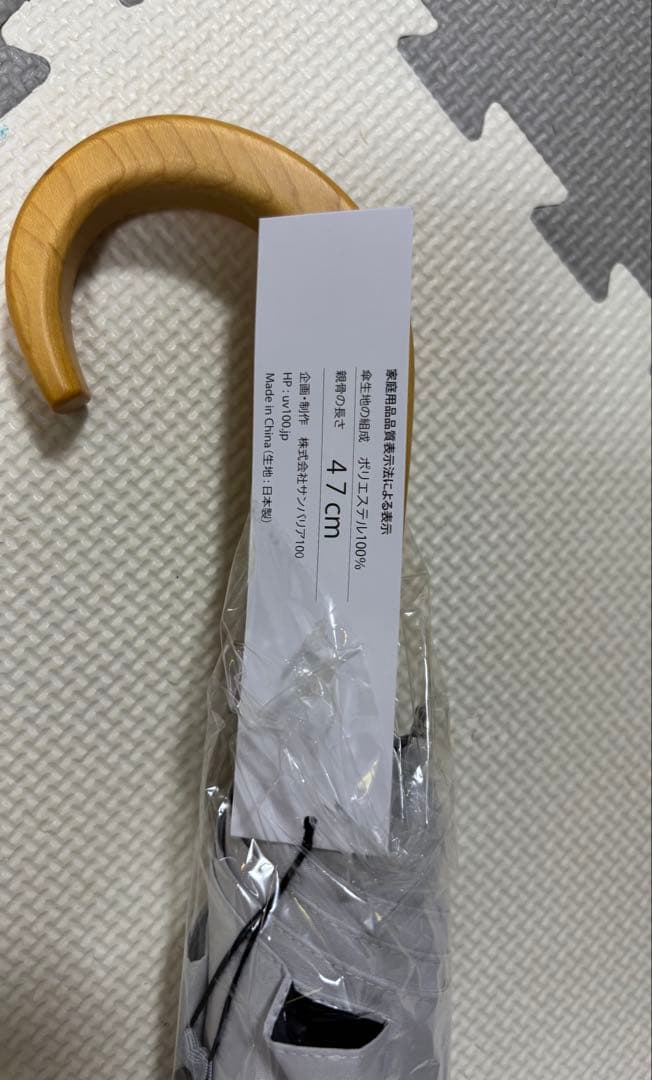 家庭用品品質表示法による表示
傘生地の組成　ポリエステル100%
親骨の長さ　47cm
企画・制作　株式会社サンバリア100
HP : uv100.jp
Made in China (生地 : 日本製)